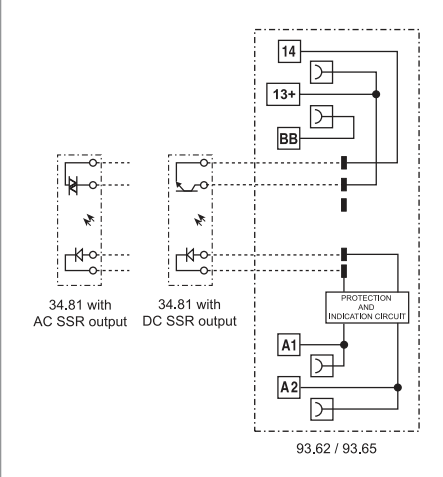 14
13+
BB
34.81 with
AC SSR output
34.81 with
DC SSR output
PROTECTION
AND
INDICATION CIRCUIT
A1
A2
93.62 / 93.65